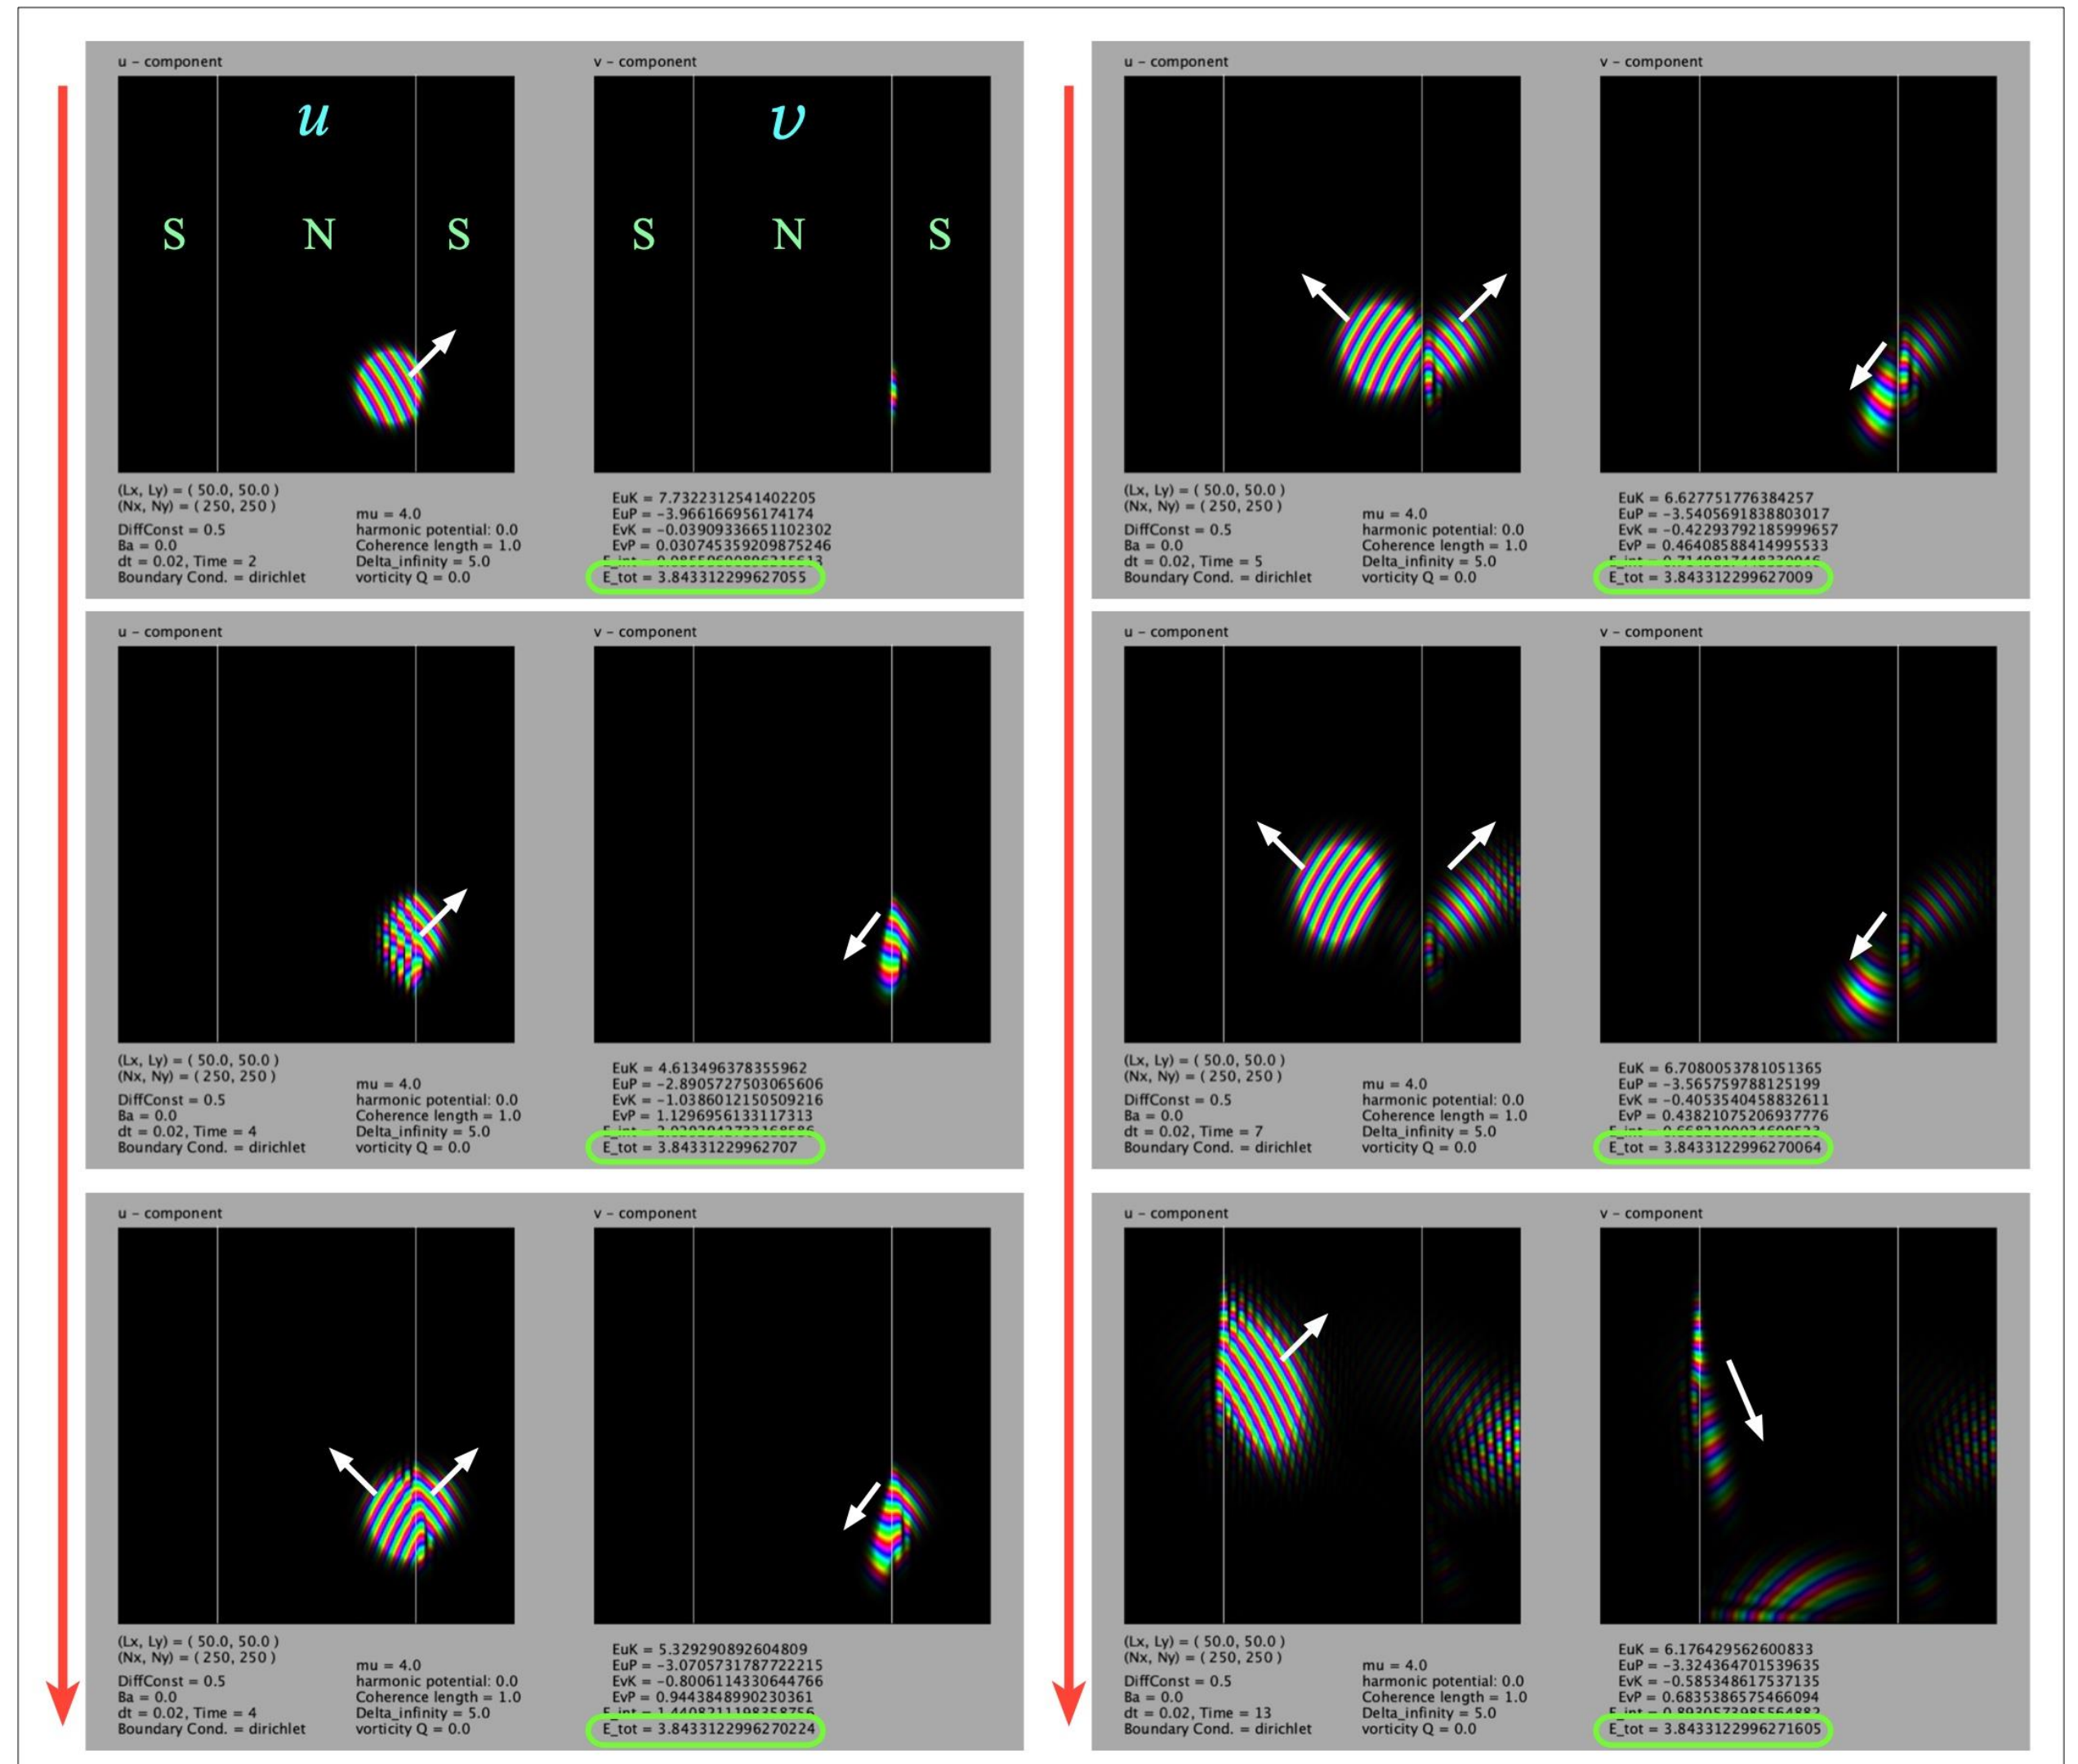 u - component
v - component
u
v
S N S
S N S
(Lx, Ly) = ( 50.0, 50.0 )
(Nx, Ny) = ( 250, 250 )
DiffConst = 0.5
Ba = 0.0
dt = 0.02, Time = 2
Boundary Cond. = dirichlet
mu = 4.0
harmonic potential: 0.0
Coherence length = 1.0
Delta_infinity = 5.0
vorticity Q = 0.0
EuK = 7.7322312541402205
EuP = -3.966166956174174
EvK = -0.03909336651102302
EvP = 0.030745359209875246
E_int =
E_tot = 3.843312299627055
u - component
v - component
(Lx, Ly) = ( 50.0, 50.0 )
(Nx, Ny) = ( 250, 250 )
DiffConst = 0.5
Ba = 0.0
dt = 0.02, Time = 4
Boundary Cond. = dirichlet
mu = 4.0
harmonic potential: 0.0
Coherence length = 1.0
Delta_infinity = 5.0
vorticity Q = 0.0
EuK = 4.613496378355962
EuP = -2.8905727503065606
EvK = -1.0386012150509216
EvP = 1.1296956133117313
E_int =
E_tot = 3.84331229962707
u - component
v - component
(Lx, Ly) = ( 50.0, 50.0 )
(Nx, Ny) = ( 250, 250 )
DiffConst = 0.5
Ba = 0.0
dt = 0.02, Time = 4
Boundary Cond. = dirichlet
mu = 4.0
harmonic potential: 0.0
Coherence length = 1.0
Delta_infinity = 5.0
vorticity Q = 0.0
EuK = 5.329290892604809
EuP = -3.0705731787722215
EvK = -0.8006114330644766
EvP = 0.9443848990230361
E_int =
E_tot = 3.8433122996270224
u - component
v - component
(Lx, Ly) = ( 50.0, 50.0 )
(Nx, Ny) = ( 250, 250 )
DiffConst = 0.5
Ba = 0.0
dt = 0.02, Time = 5
Boundary Cond. = dirichlet
mu = 4.0
harmonic potential: 0.0
Coherence length = 1.0
Delta_infinity = 5.0
vorticity Q = 0.0
EuK = 6.627751776384257
EuP = -3.5405691838803017
EvK = -0.42293792185999657
EvP = 0.46408588414995533
E_int =
E_tot = 3.843312299627009
u - component
v - component
(Lx, Ly) = ( 50.0, 50.0 )
(Nx, Ny) = ( 250, 250 )
DiffConst = 0.5
Ba = 0.0
dt = 0.02, Time = 7
Boundary Cond. = dirichlet
mu = 4.0
harmonic potential: 0.0
Coherence length = 1.0
Delta_infinity = 5.0
vorticity Q = 0.0
EuK = 6.7080053781051365
EuP = -3.565759788125199
EvK = -0.4053540458832611
EvP = 0.43821075206937776
E_int =
E_tot = 3.8433122996270064
u - component
v - component
(Lx, Ly) = ( 50.0, 50.0 )
(Nx, Ny) = ( 250, 250 )
DiffConst = 0.5
Ba = 0.0
dt = 0.02, Time = 13
Boundary Cond. = dirichlet
mu = 4.0
harmonic potential: 0.0
Coherence length = 1.0
Delta_infinity = 5.0
vorticity Q = 0.0
EuK = 6.176429562600833
EuP = -3.324364701539635
EvK = -0.585348617537135
EvP = 0.6835386575466094
E_int =
E_tot = 3.8433122996271605